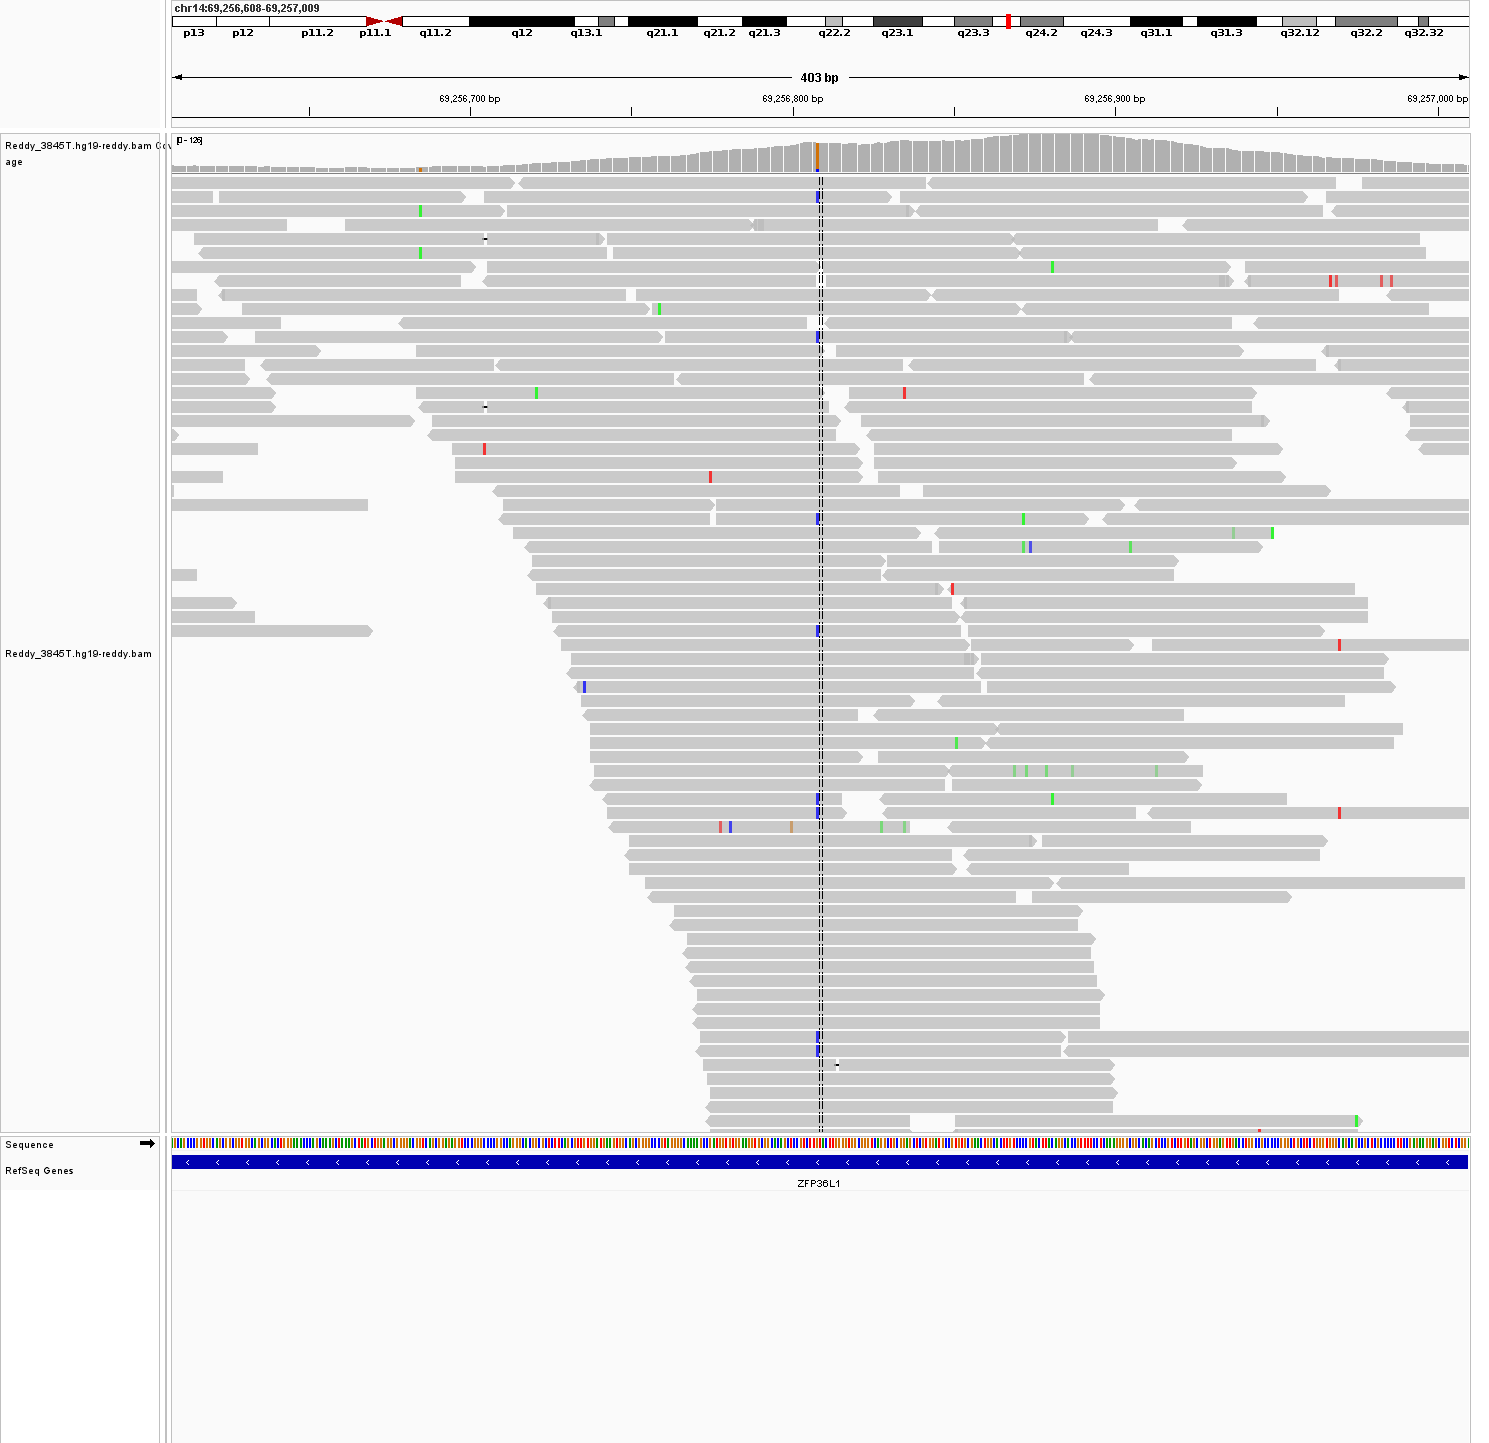 chr14:69,256,608-69,257,009
p13 p12 p11.2 p11.1 q11.2 q12 q13.1 q21.1 q21.2 q21.3 q22.2 q23.1 q23.3 q24.2 q24.3 q31.1 q31.3 q32.12 q32.2 q32.32
403 bp
69,256,700 bp 69,256,800 bp 69,256,900 bp 69,257,000 bp
Reddy_3845T.hg19-reddy.bam Cov
age
[0 - 126]
Reddy_3845T.hg19-reddy.bam
Sequence
RefSeq Genes
ZFP36L1